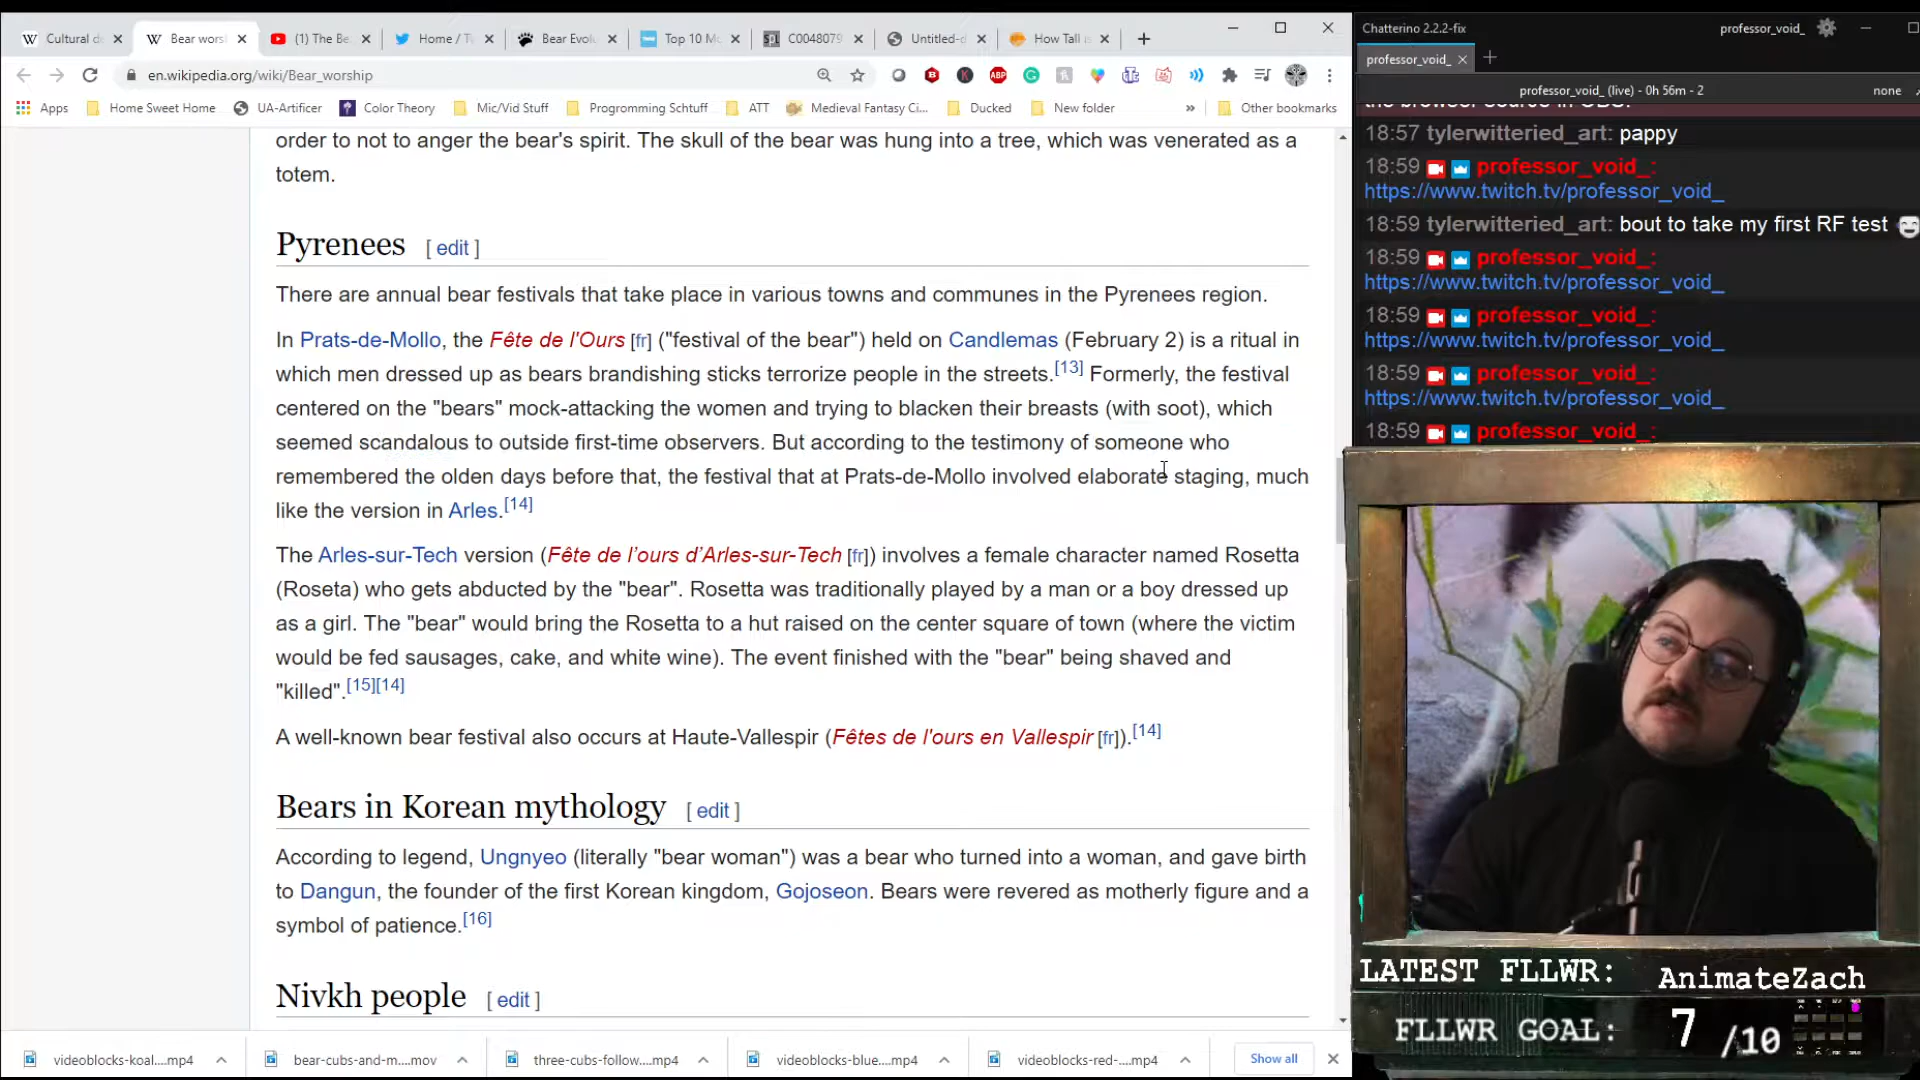 Cultural d
Bear wors
(1) The Be
Home / T
Bear Evol
Top 10 M
C0048079
Untitled-
How Tall
en.wikipedia.org/wiki/Bear_worship
Apps
Home Sweet Home
UA-Artificer
Color Theory
Mic/Vid Stuff
Programming Schtuff
ATT
Medieval Fantasy Ci...
Ducked
New folder
»
Other bookmarks
order to not to anger the bear's spirit. The skull of the bear was hung into a tree, which was venerated as a
totem.
Pyrenees [ edit ]
There are annual bear festivals that take place in various towns and communes in the Pyrenees region.
In Prats-de-Mollo, the Fête de l'Ours [fr] ("festival of the bear") held on Candlemas (February 2) is a ritual in
which men dressed up as bears brandishing sticks terrorize people in the streets.[13] Formerly, the festival
centered on the "bears" mock-attacking the women and trying to blacken their breasts (with soot), which
seemed scandalous to outside first-time observers. But according to the testimony of someone who
remembered the olden days before that, the festival that at Prats-de-Mollo involved elaborate staging, much
like the version in Arles.[14]
The Arles-sur-Tech version (Fête de l'ours d'Arles-sur-Tech [fr]) involves a female character named Rosetta
(Roseta) who gets abducted by the "bear". Rosetta was traditionally played by a man or a boy dressed up
as a girl. The "bear" would bring the Rosetta to a hut raised on the center square of town (where the victim
would be fed sausages, cake, and white wine). The event finished with the "bear" being shaved and
"killed".[15][14]
A well-known bear festival also occurs at Haute-Vallespir (Fêtes de l'ours en Vallespir [fr]).[14]
Bears in Korean mythology [ edit ]
According to legend, Ungnyeo (literally "bear woman") was a bear who turned into a woman, and gave birth
to Dangun, the founder of the first Korean kingdom, Gojoseon. Bears were revered as motherly figure and a
symbol of patience.[16]
Nivkh people [ edit ]
videoblocks-koal....mp4
bear-cubs-and-m....mov
three-cubs-follow....mp4
videoblocks-blue....mp4
videoblocks-red-....mp4
Show all
Chatterino 2.2.2-fix
professor_void_
professor_void_
professor_void_ (live) - 0h 56m - 2
none
the browser source in OBS.
18:57 tylerwitteried_art: pappy
18:59 professor_void_:
https://www.twitch.tv/professor_void_
18:59 tylerwitteried_art: bout to take my first RF test
18:59 professor_void_:
https://www.twitch.tv/professor_void_
18:59 professor_void_:
https://www.twitch.tv/professor_void_
18:59 professor_void_:
https://www.twitch.tv/professor_void_
18:59 professor_void_:
LATEST FLLWR: AnimateZach
FLLWR GOAL: 7 /10